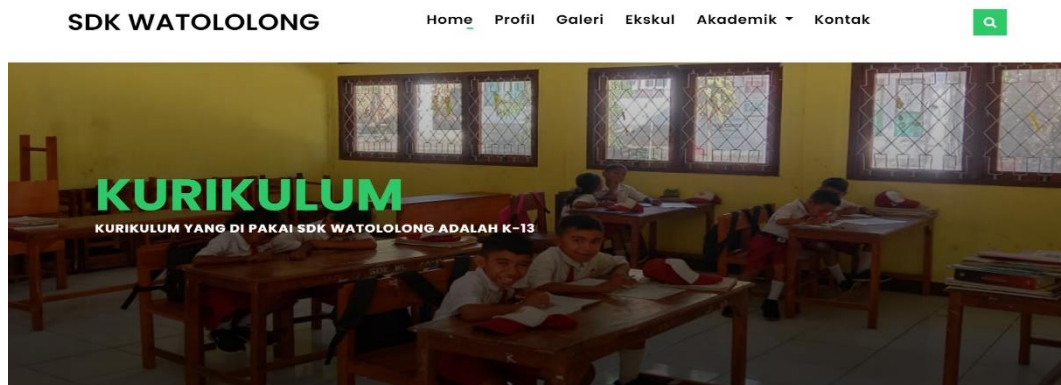 SDK WATOLOLONG
Home Profil Galeri Ekskul Akademik Kontak
KURIKULUM
KURIKULUM YANG DI PAKAI SDK WATOLOLONG ADALAH K-13